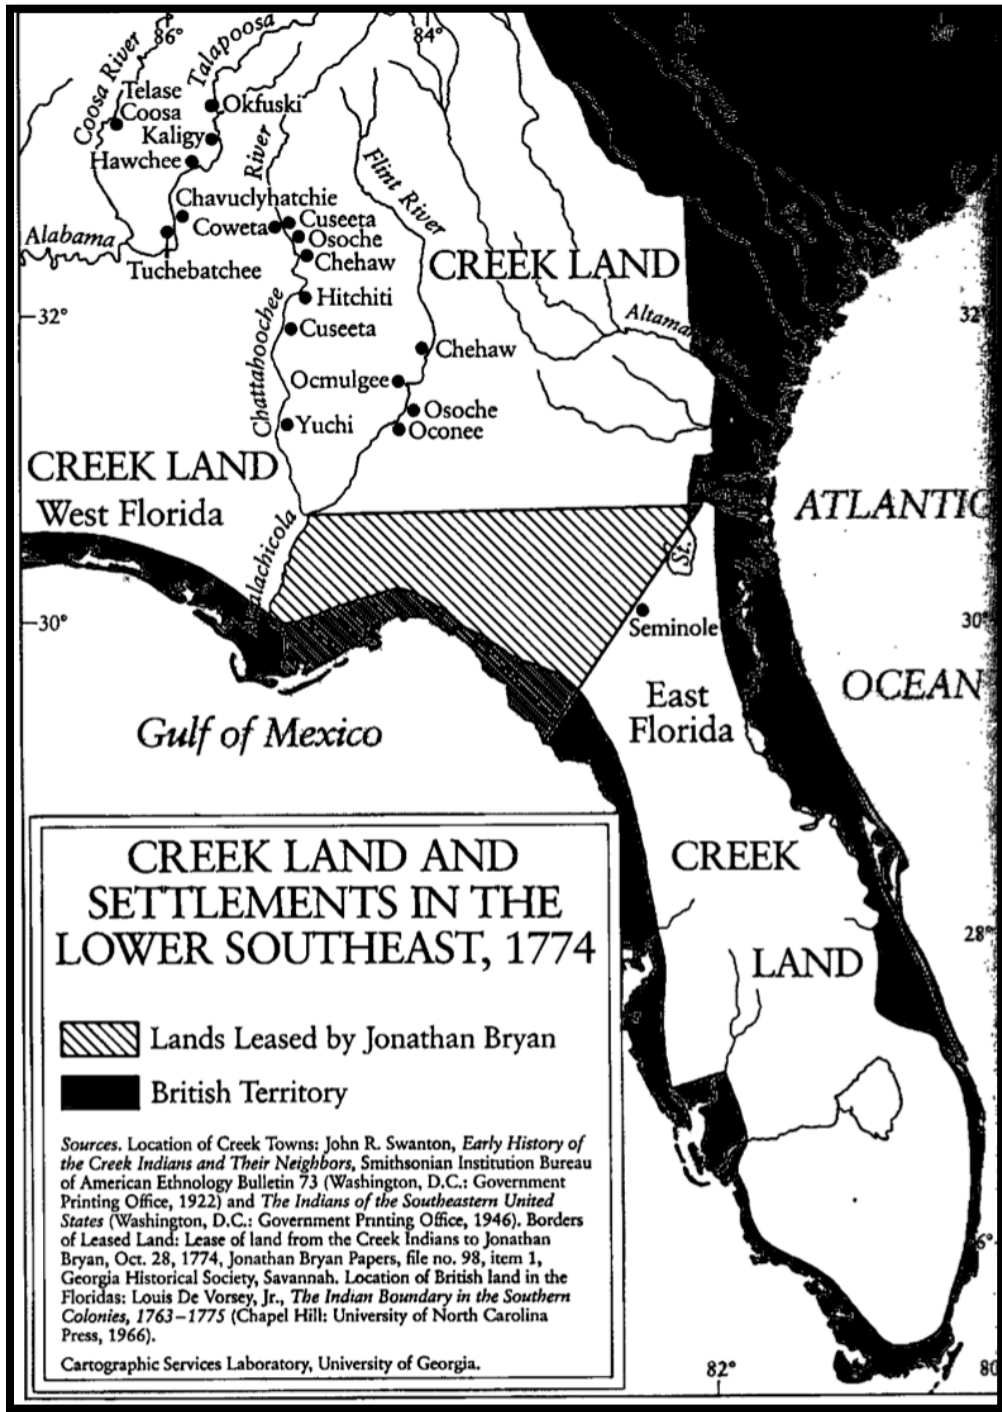 86°
84°
Coosa River
Talapoosa
Telase
Coosa
Okfuski
Kaligy
Hawchee
River
Flint River
Chavuclyhatchie
Alabama
Coweta
Cuseeta
Osoche
Tuchebatchee
Chehaw
CREEK LAND
Hitchiti
32°
Altama
32°
Cuseeta
Chattahoochee
Chehaw
Ocmulgee
Osoche
Yuchi
Oconee
CREEK LAND
West Florida
ATLANTIC
alachicola
St.
30°
Seminole
30°
East
Florida
OCEAN
Gulf of Mexico
CREEK
LAND
28°
CREEK LAND AND
SETTLEMENTS IN THE
LOWER SOUTHEAST, 1774
Lands Leased by Jonathan Bryan
British Territory
Sources. Location of Creek Towns: John R. Swanton, Early History of
the Creek Indians and Their Neighbors, Smithsonian Institution Bureau
of American Ethnology Bulletin 73 (Washington, D.C.: Government
Printing Office, 1922) and The Indians of the Southeastern United
States (Washington, D.C.: Government Printing Office, 1946). Borders
of Leased Land: Lease of land from the Creek Indians to Jonathan
Bryan, Oct. 28, 1774, Jonathan Bryan Papers, file no. 98, item 1,
Georgia Historical Society, Savannah. Location of British land in the
Floridas: Louis De Vorsey, Jr., The Indian Boundary in the Southern
Colonies, 1763–1775 (Chapel Hill: University of North Carolina
Press, 1966).
Cartographic Services Laboratory, University of Georgia.
6°
82°
80